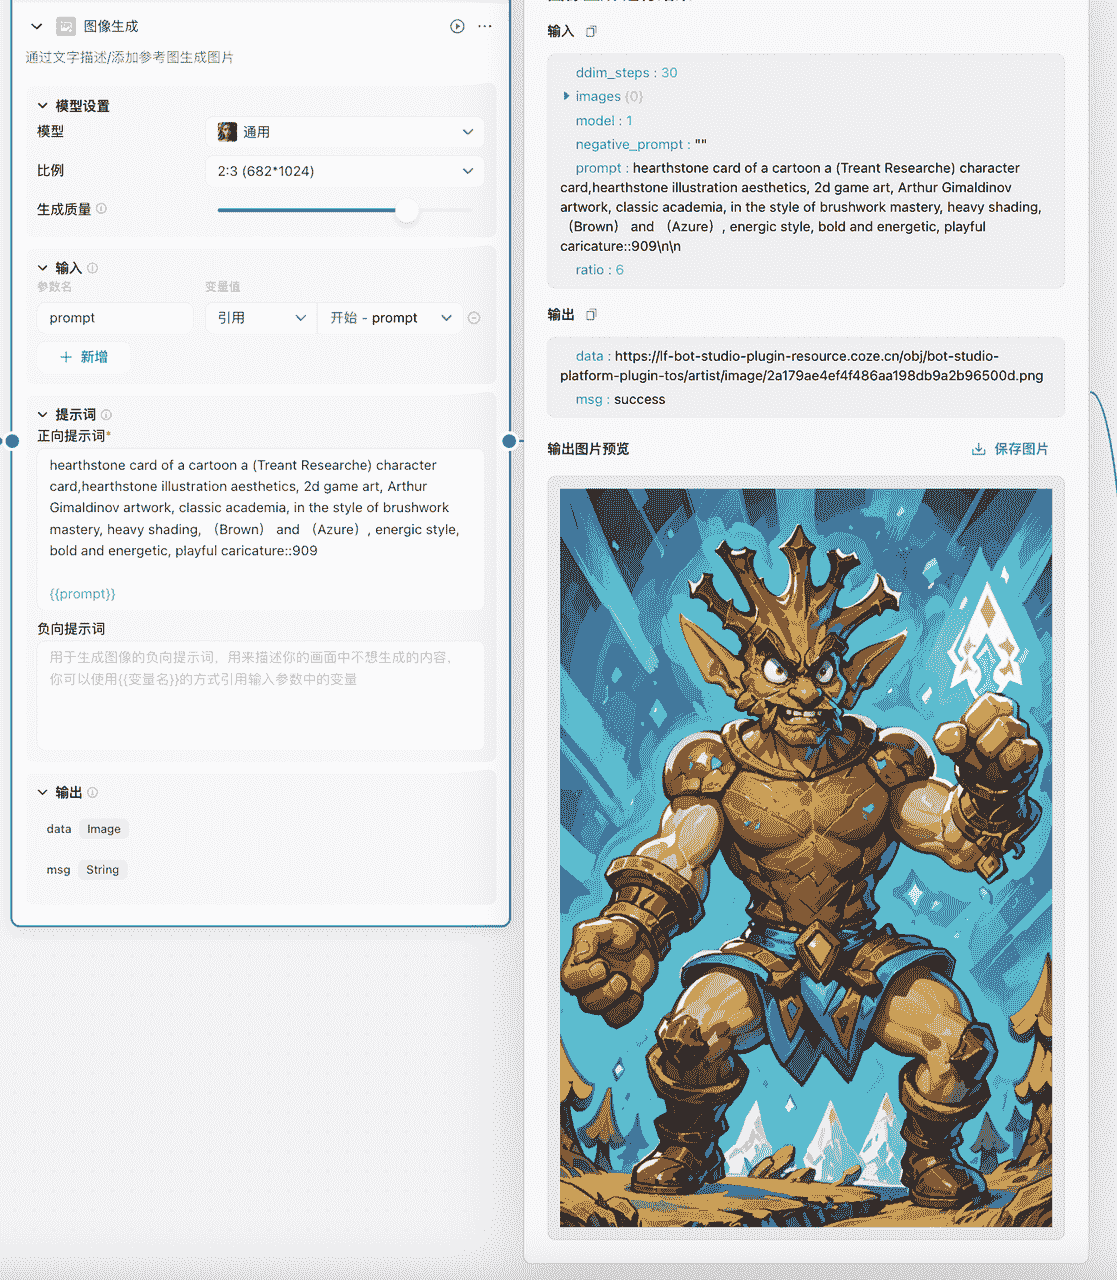 图像生成
通过文字描述/添加参考图生成图片
模型设置
模型
通用
比例
2:3 (682*1024)
生成质量
输入
参数名
变量值
prompt
引用
开始 - prompt
新增
提示词
正向提示词*
hearthstone card of a cartoon a (Treant Researche) character
card,hearthstone illustration aesthetics, 2d game art, Arthur
Gimaldinov artwork, classic academia, in the style of brushwork
mastery, heavy shading, （Brown） and （Azure）, energic style,
bold and energetic, playful caricature::909
{{prompt}}
负向提示词
用于生成图像的负向提示词，用来描述你的画面中不想生成的内容，
你可以使用{{变量名}}的方式引用输入参数中的变量
输出
data Image
msg String
输入
ddim_steps : 30
images {0}
model : 1
negative_prompt : ""
prompt : hearthstone card of a cartoon a (Treant Researche) character
card,hearthstone illustration aesthetics, 2d game art, Arthur Gimaldinov
artwork, classic academia, in the style of brushwork mastery, heavy shading,
（Brown） and （Azure）, energic style, bold and energetic, playful
caricature::909\n\n
ratio : 6
输出
data : https://lf-bot-studio-plugin-resource.coze.cn/obj/bot-studio-
platform-plugin-tos/artist/image/2a179ae4ef4f486aa198db9a2b96500d.png
msg : success
输出图片预览
保存图片